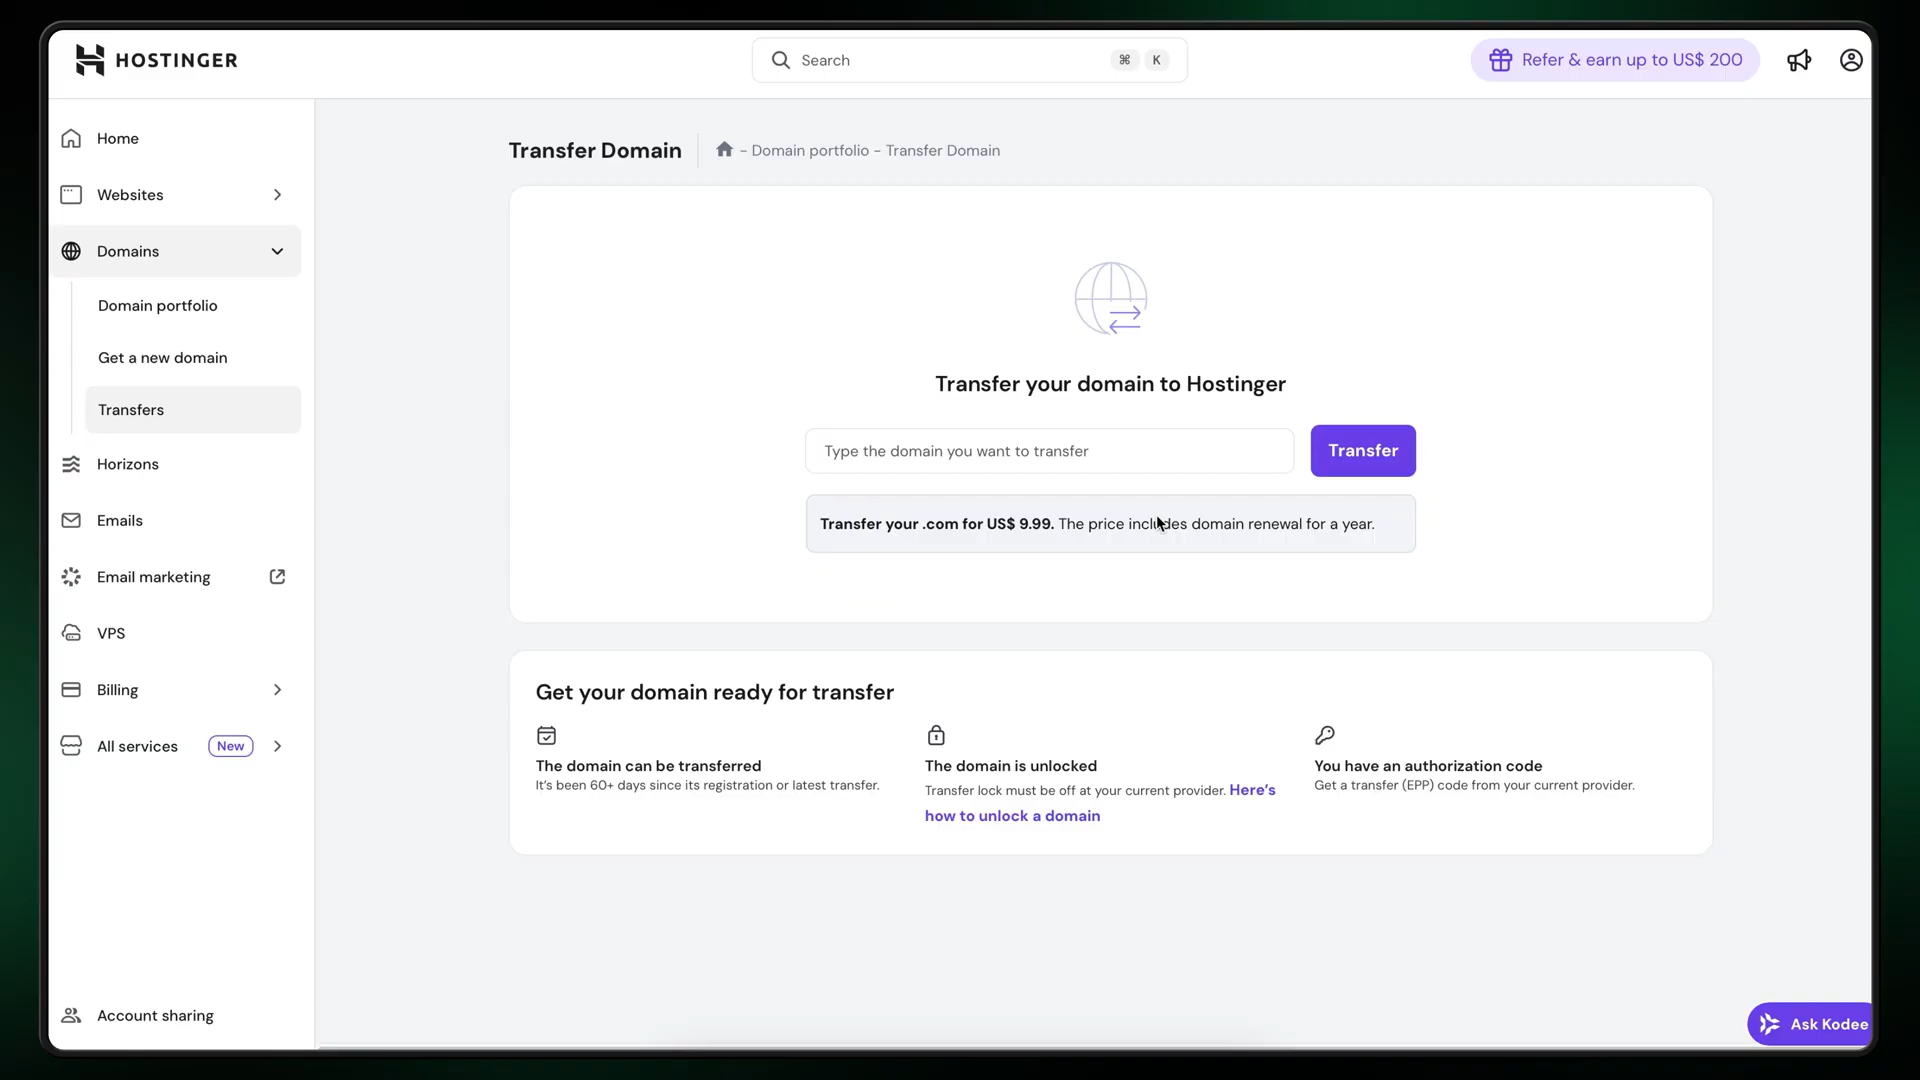 HOSTINGER
Search ⌘ K
Refer & earn up to US$ 200
Home
Websites
Domains
Domain portfolio
Get a new domain
Transfers
Horizons
Emails
Email marketing
VPS
Billing
All services New
Account sharing
Transfer Domain
- Domain portfolio - Transfer Domain
Transfer your domain to Hostinger
Type the domain you want to transfer
Transfer
Transfer your .com for US$ 9.99. The price includes domain renewal for a year.
Get your domain ready for transfer
The domain can be transferred
It's been 60+ days since its registration or latest transfer.
The domain is unlocked
Transfer lock must be off at your current provider. Here's
how to unlock a domain
You have an authorization code
Get a transfer (EPP) code from your current provider.
Ask Kodee